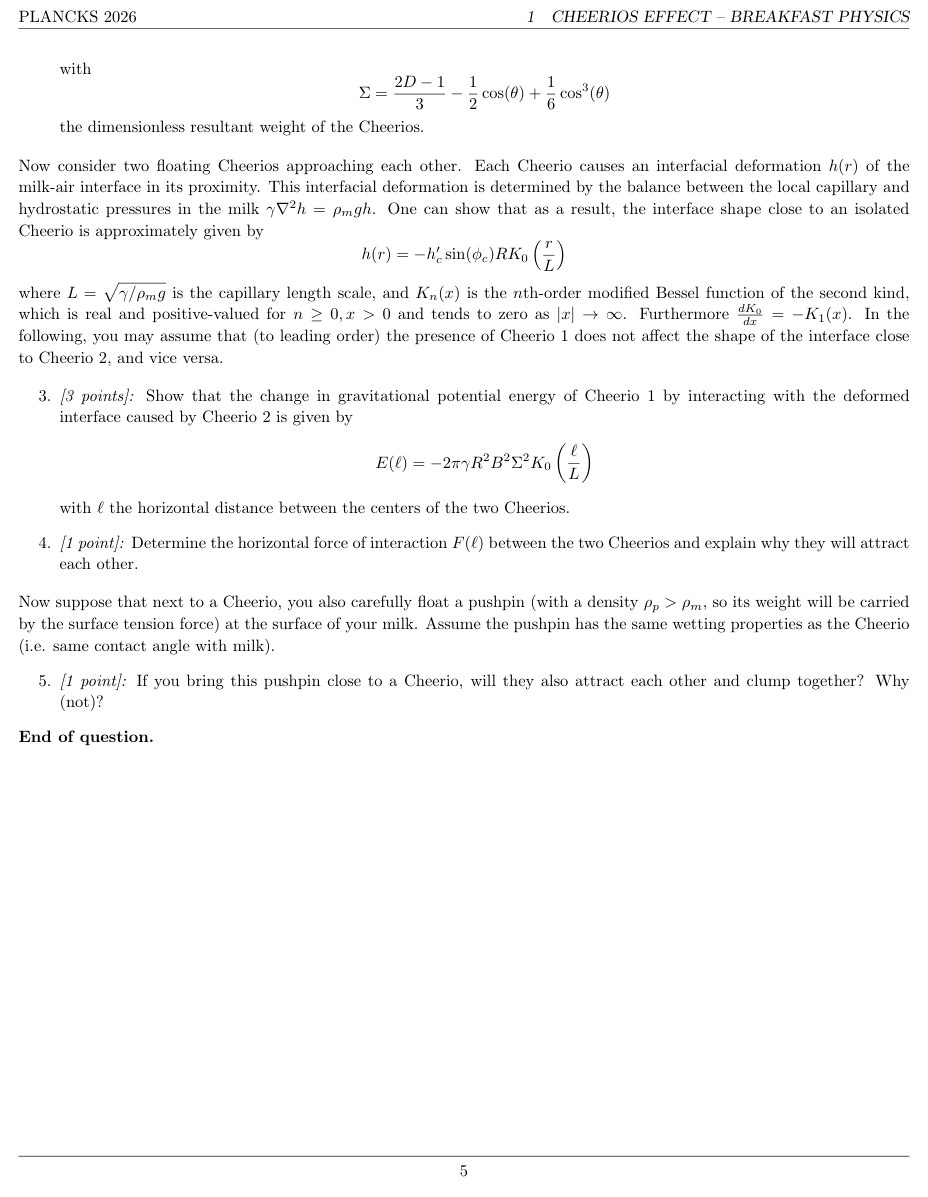 PLANCKS 2026 1 CHEERIOS EFFECT – BREAKFAST PHYSICS
with
Σ = (2D − 1)/3 − 1/2 cos(θ) + 1/6 cos³(θ)
the dimensionless resultant weight of the Cheerios.
Now consider two floating Cheerios approaching each other. Each Cheerio causes an interfacial deformation h(r) of the
milk-air interface in its proximity. This interfacial deformation is determined by the balance between the local capillary and
hydrostatic pressures in the milk γ∇²h = ρ_m gh. One can show that as a result, the interface shape close to an isolated
Cheerio is approximately given by
h(r) = −h′_c sin(ϕ_c)RK₀(r/L)
where L = √(γ/ρ_m g) is the capillary length scale, and K_n(x) is the nth-order modified Bessel function of the second kind,
which is real and positive-valued for n ≥ 0, x > 0 and tends to zero as |x| → ∞. Furthermore dK₀/dx = −K₁(x). In the
following, you may assume that (to leading order) the presence of Cheerio 1 does not affect the shape of the interface close
to Cheerio 2, and vice versa.
3. [3 points]: Show that the change in gravitational potential energy of Cheerio 1 by interacting with the deformed
interface caused by Cheerio 2 is given by
E(ℓ) = −2πγR²B²Σ²K₀(ℓ/L)
with ℓ the horizontal distance between the centers of the two Cheerios.
4. [1 point]: Determine the horizontal force of interaction F(ℓ) between the two Cheerios and explain why they will attract
each other.
Now suppose that next to a Cheerio, you also carefully float a pushpin (with a density ρ_p > ρ_m, so its weight will be carried
by the surface tension force) at the surface of your milk. Assume the pushpin has the same wetting properties as the Cheerio
(i.e. same contact angle with milk).
5. [1 point]: If you bring this pushpin close to a Cheerio, will they also attract each other and clump together? Why
(not)?
End of question.
5